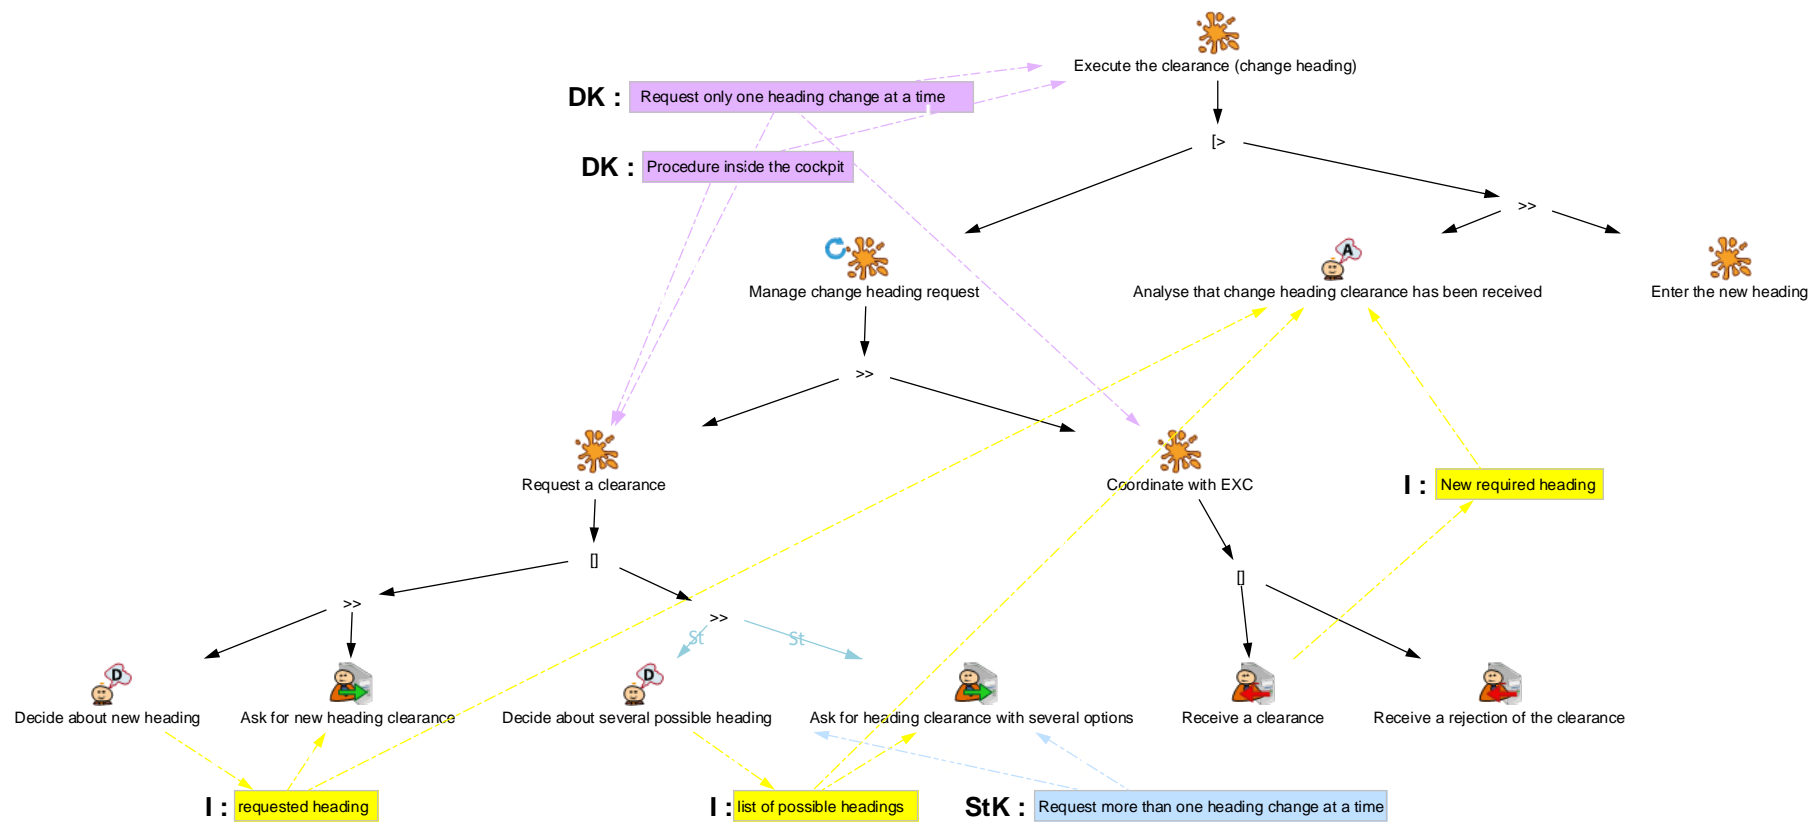 Execute the clearance (change heading)
DK : Request only one heading change at a time
[>
DK : Procedure inside the cockpit
>>
A
Manage change heading request
Analyse that change heading clearance has been received
Enter the new heading
>>
Request a clearance
Coordinate with EXC
I : New required heading
[]
[]
>>
>>
St
St
D
D
Decide about new heading
Ask for new heading clearance
Decide about several possible heading
Ask for heading clearance with several options
Receive a clearance
Receive a rejection of the clearance
I : requested heading
I : list of possible headings
StK : Request more than one heading change at a time